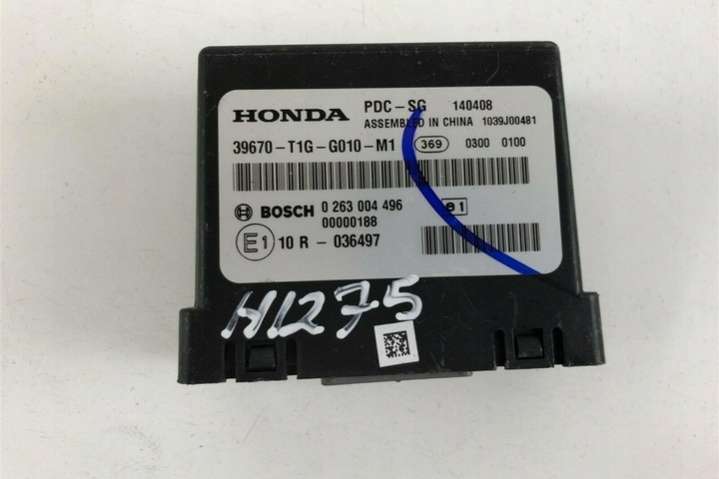 HONDA PDC-SG 140408
ASSEMBLED IN CHINA 1039J00481
39670-T1G-G010-M1 369 0300 0100
BOSCH 0 263 004 496 e1
00000188
E1 10 R - 036497
H1275